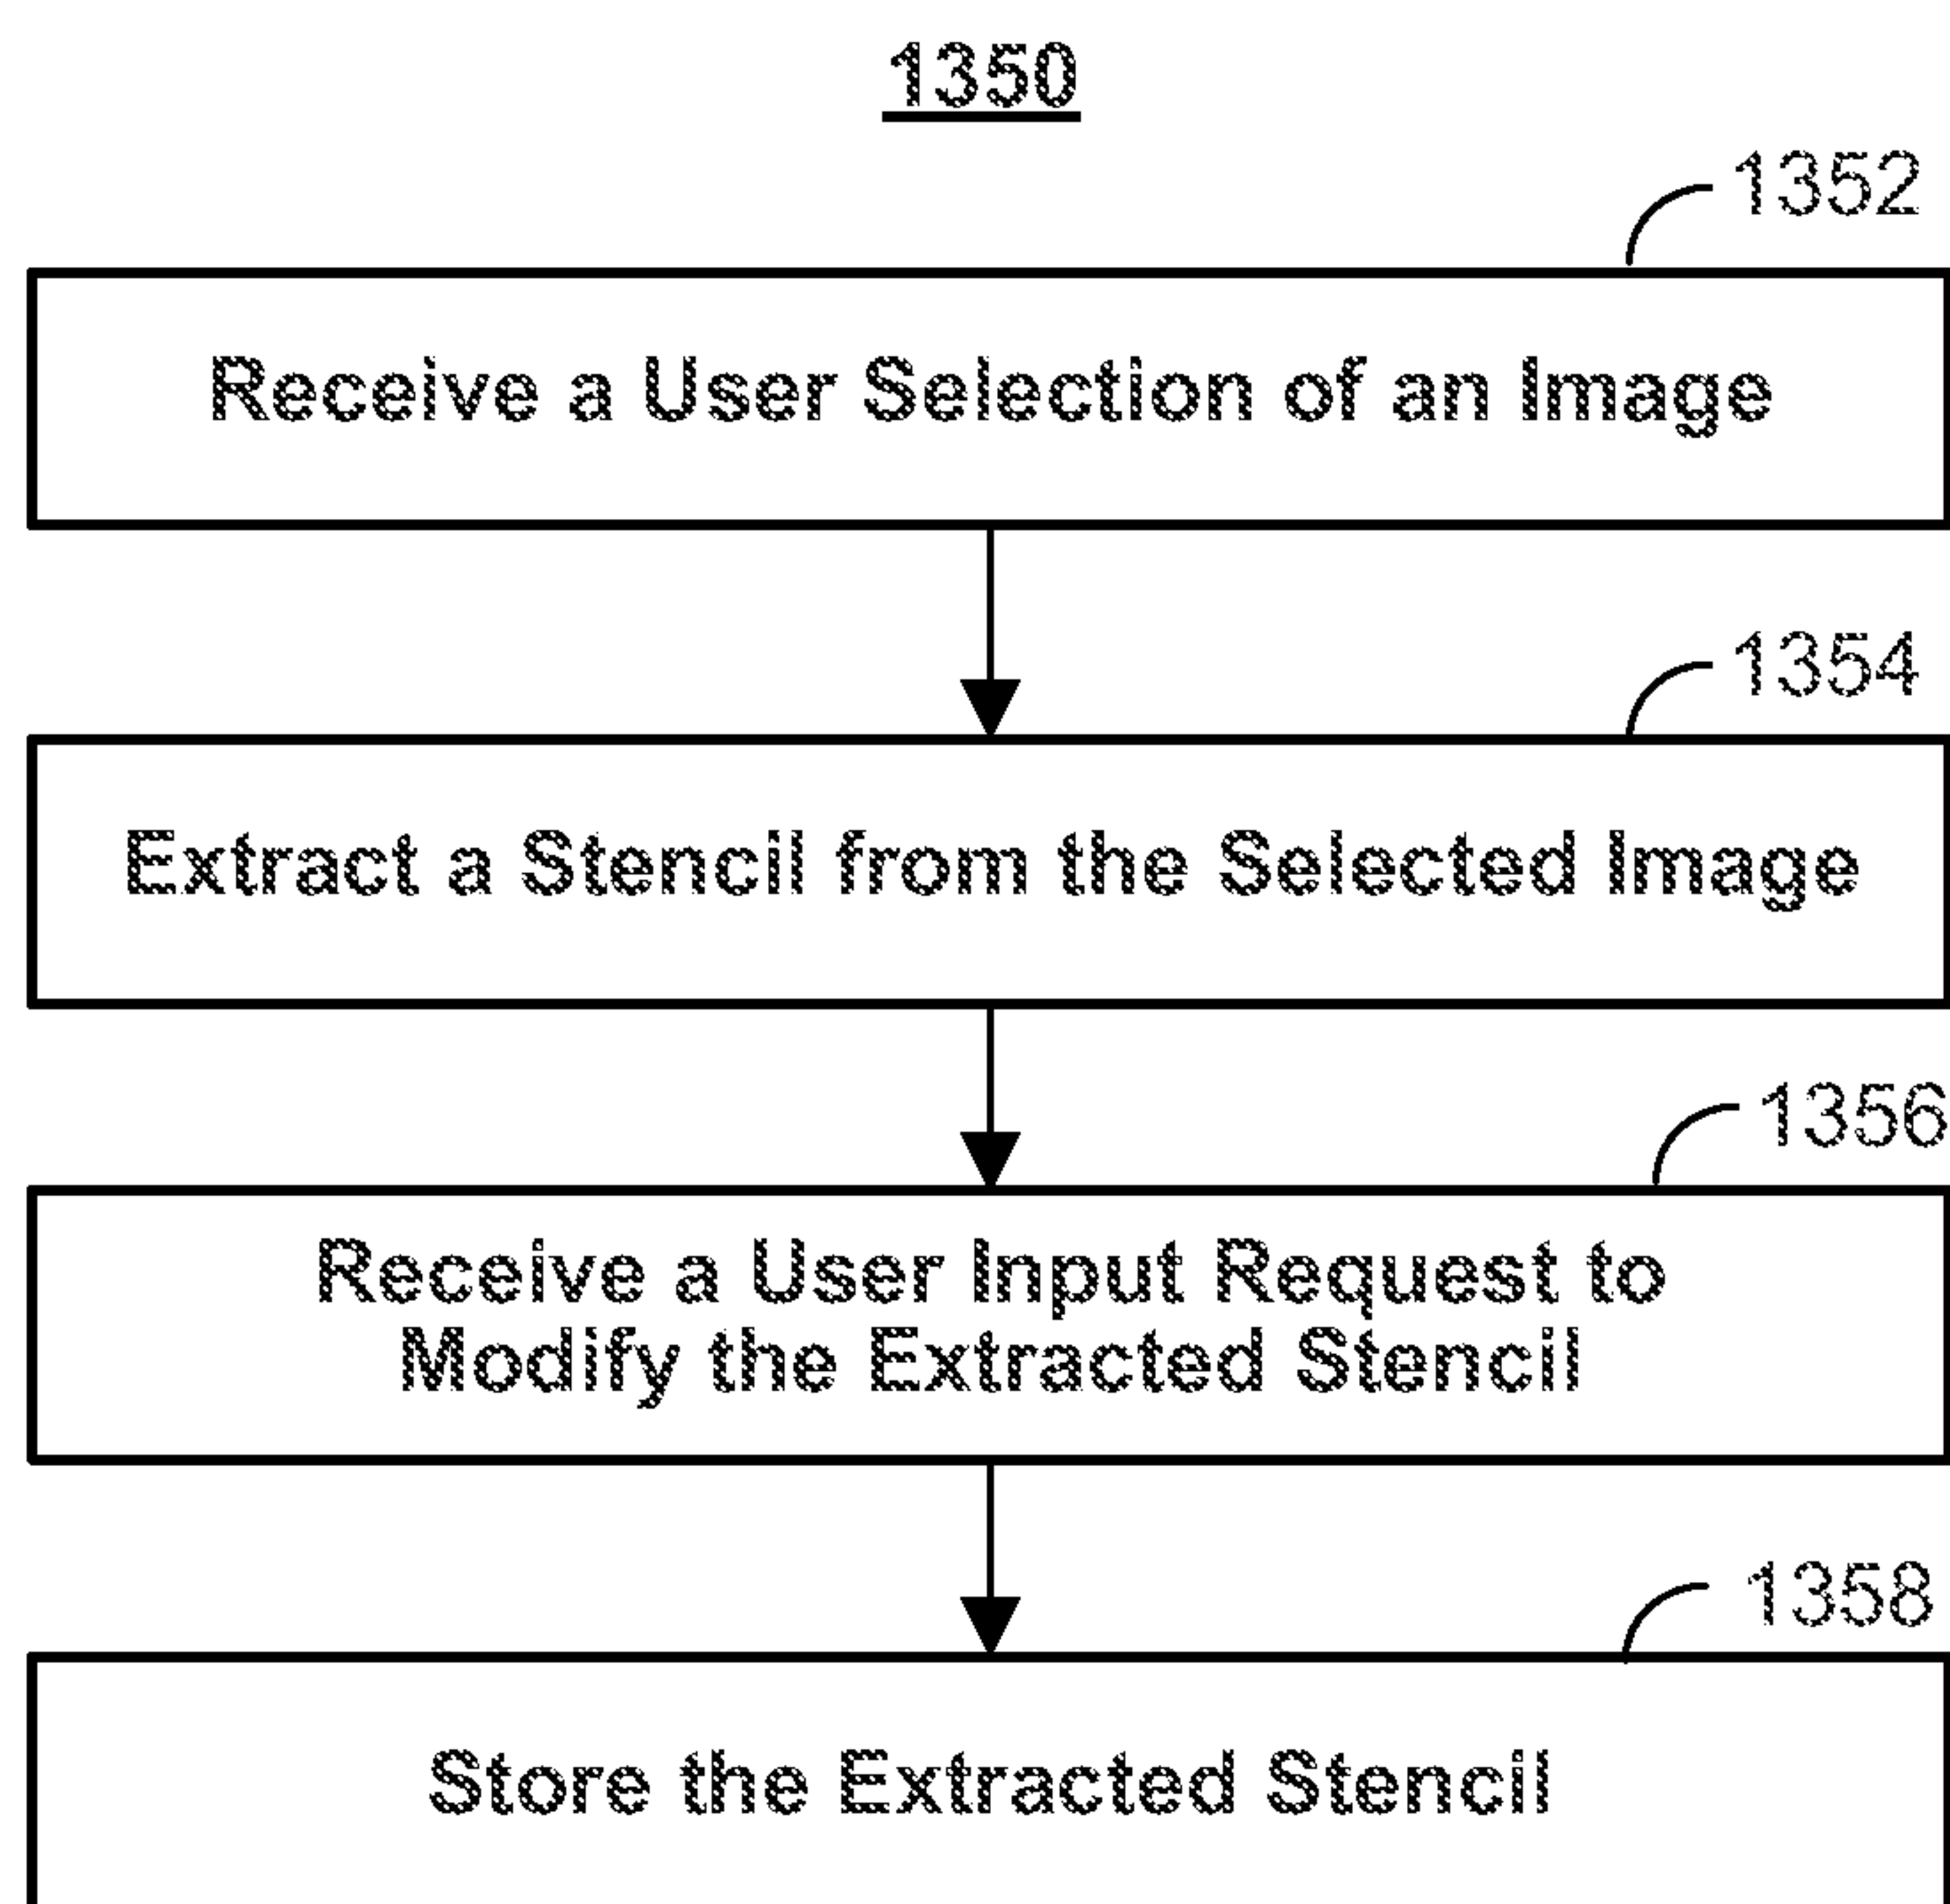 1350
1352
Receive a User Selection of an Image
1354
Extract a Stencil from the Selected Image
1356
Receive a User Input Request to
Modify the Extracted Stencil
1358
Store the Extracted Stencil